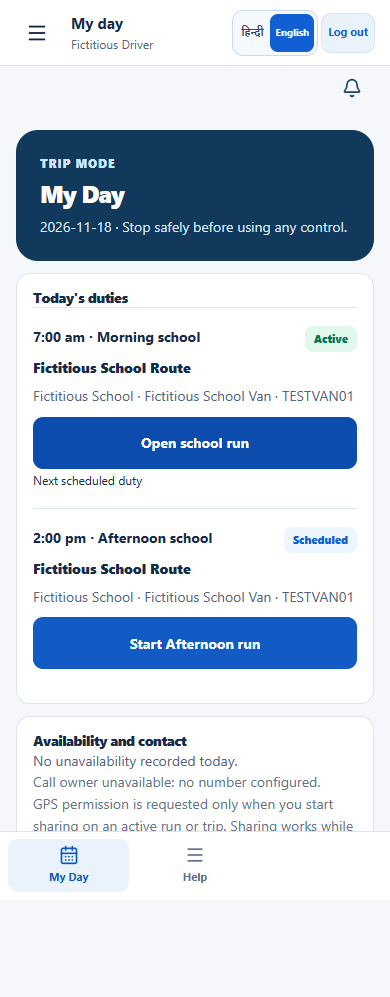 My day
Fictitious Driver
हिन्दी
English
Log out
TRIP MODE
My Day
2026-11-18 · Stop safely before using any control.
Today's duties
7:00 am · Morning school
Active
Fictitious School Route
Fictitious School · Fictitious School Van · TESTVAN01
Open school run
Next scheduled duty
2:00 pm · Afternoon school
Scheduled
Fictitious School Route
Fictitious School · Fictitious School Van · TESTVAN01
Start Afternoon run
Availability and contact
No unavailability recorded today.
Call owner unavailable: no number configured.
GPS permission is requested only when you start
sharing on an active run or trip. Sharing works while
My Day
Help